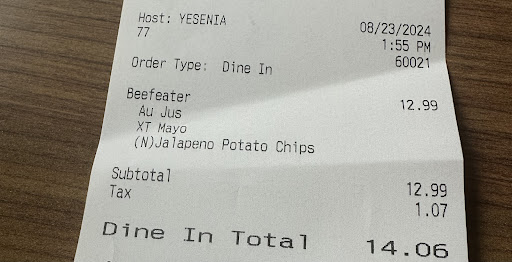 Host: YESENIA 08/23/2024
77 1:55 PM
60021
Order Type: Dine In
Beefeater 12.99
Au Jus
XT Mayo
(N)Jalapeno Potato Chips
Subtotal 12.99
Tax 1.07
Dine In Total 14.06